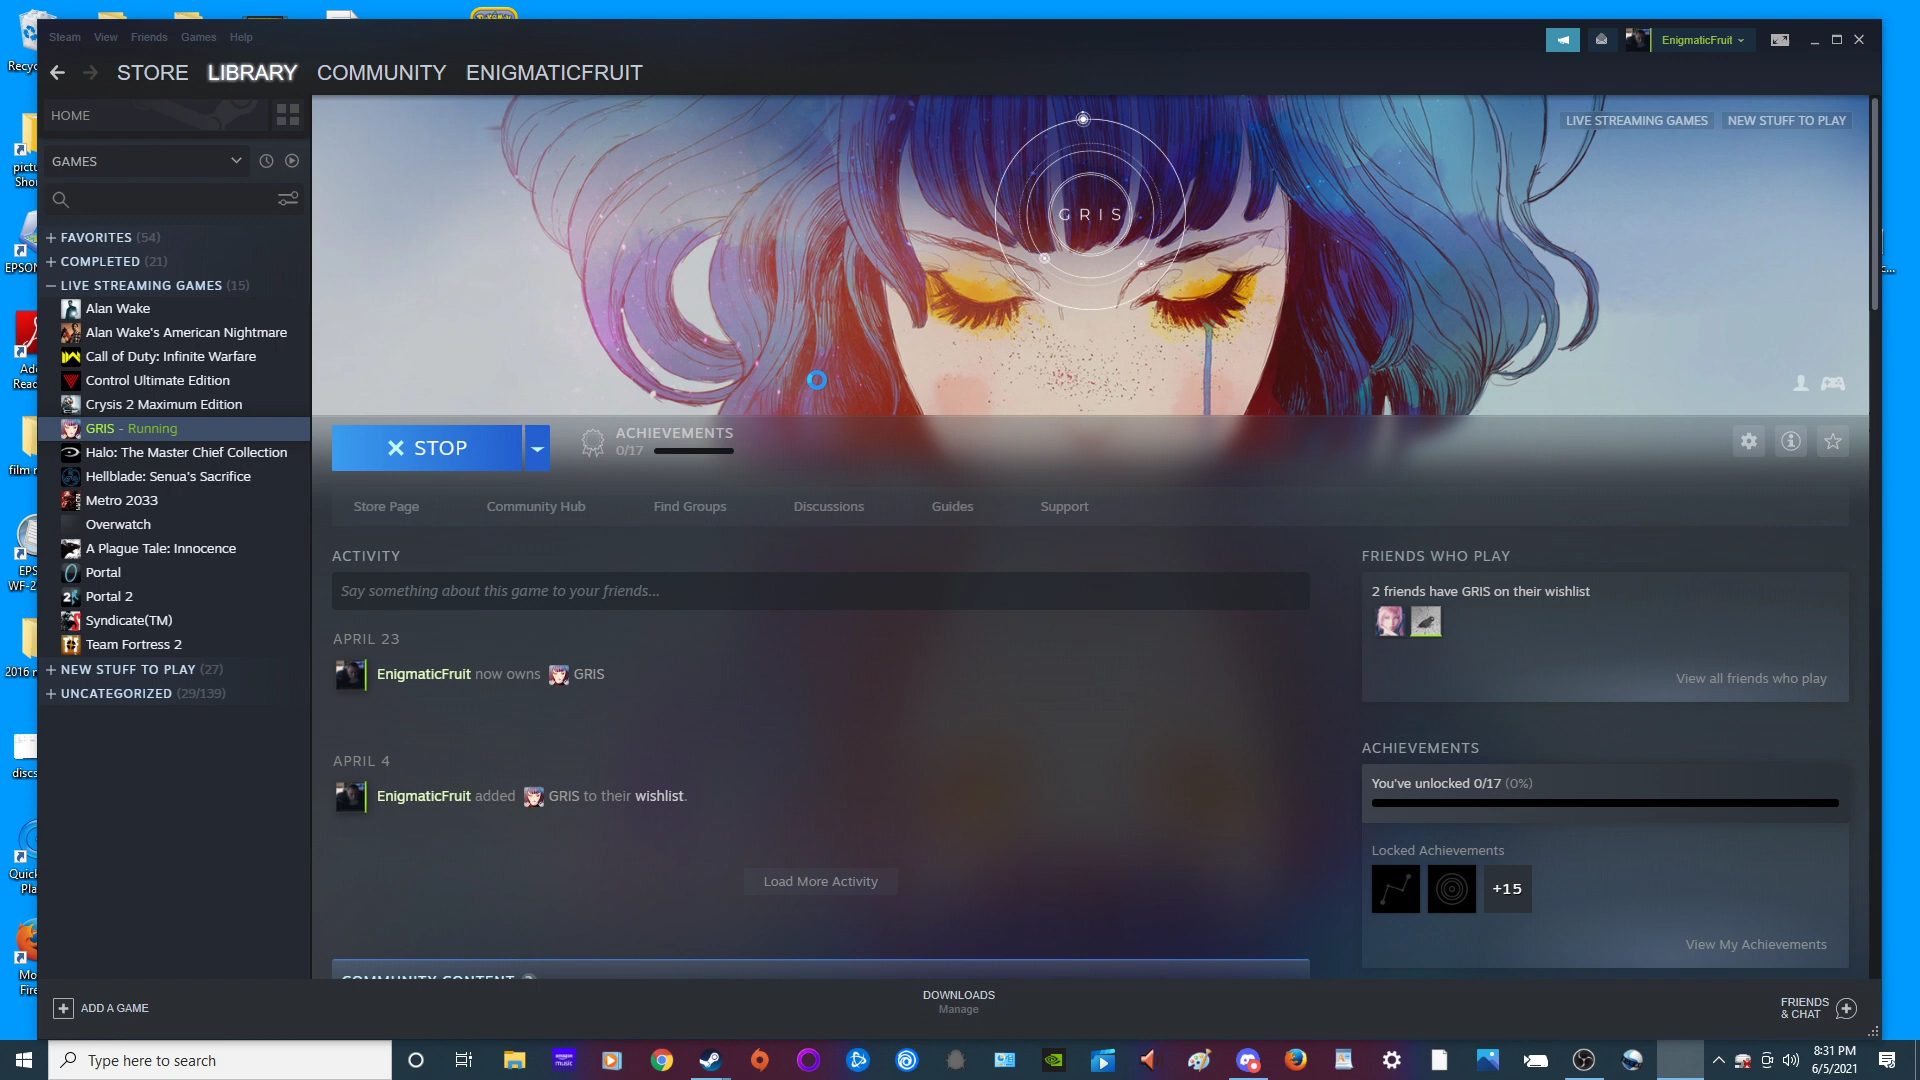 Steam View Friends Games Help
EnigmaticFruit
STORE LIBRARY COMMUNITY ENIGMATICFRUIT
HOME
GAMES
FAVORITES (54)
COMPLETED (21)
LIVE STREAMING GAMES (15)
Alan Wake
Alan Wake's American Nightmare
Call of Duty: Infinite Warfare
Control Ultimate Edition
Crysis 2 Maximum Edition
GRIS - Running
Halo: The Master Chief Collection
Hellblade: Senua's Sacrifice
Metro 2033
Overwatch
A Plague Tale: Innocence
Portal
Portal 2
Syndicate(TM)
Team Fortress 2
NEW STUFF TO PLAY (27)
UNCATEGORIZED (29/139)
LIVE STREAMING GAMES NEW STUFF TO PLAY
GRIS
STOP
ACHIEVEMENTS
0/17
Store Page Community Hub Find Groups Discussions Guides Support
ACTIVITY
Say something about this game to your friends...
APRIL 23
EnigmaticFruit now owns GRIS
APRIL 4
EnigmaticFruit added GRIS to their wishlist.
Load More Activity
COMMUNITY CONTENT
FRIENDS WHO PLAY
2 friends have GRIS on their wishlist
View all friends who play
ACHIEVEMENTS
You've unlocked 0/17 (0%)
Locked Achievements
+15
View My Achievements
ADD A GAME
DOWNLOADS
Manage
FRIENDS
& CHAT
Type here to search
8:31 PM
6/5/2021